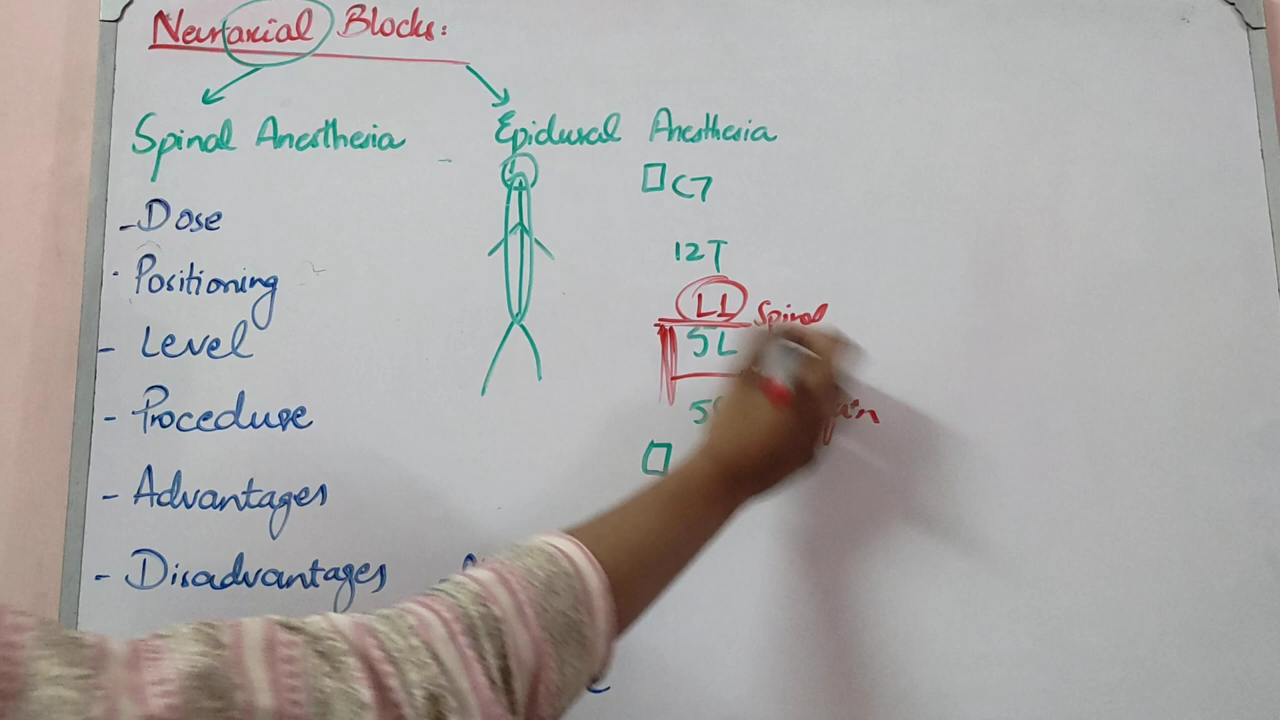 Neuraxial Blocks:
Spinal Anesthesia
Epidural Anesthesia
- Dose
Positioning
- Level
- Procedure
- Advantages
- Disadvantages
C7
12T
L1 Spinal
5L